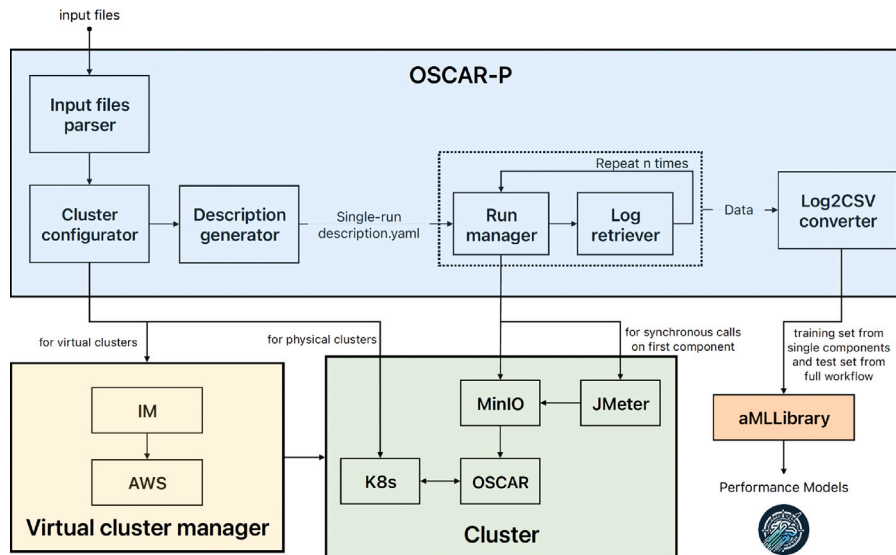 input files
OSCAR-P
Input files
parser
Repeat n times
Cluster
configurator
Description
generator
Single-run
description.yaml
Run
manager
Log
retriever
Data
Log2CSV
converter
for virtual clusters
for physical clusters
for synchronous calls
on first component
training set from
single components
and test set from
full workflow
IM
AWS
Virtual cluster manager
MinIO
JMeter
K8s
OSCAR
Cluster
aMLLibrary
Performance Models